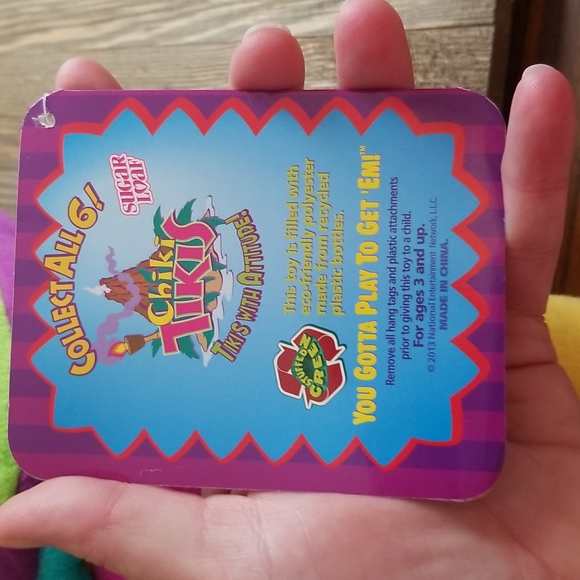 COLLECT ALL 6!
SUGAR
LOAF
Chiki
TIKIS
TIKIS WITH ATTITUDE!
This toy is filled with
eco-friendly polyester
made from recycled
plastic bottles.
STUFFED
GREEN
YOU GOTTA PLAY TO GET 'EM!™
Remove all hang tags and plastic attachments
prior to giving this toy to a child.
For ages 3 and up.
© 2013 National Entertainment Network, L.L.C.
MADE IN CHINA.